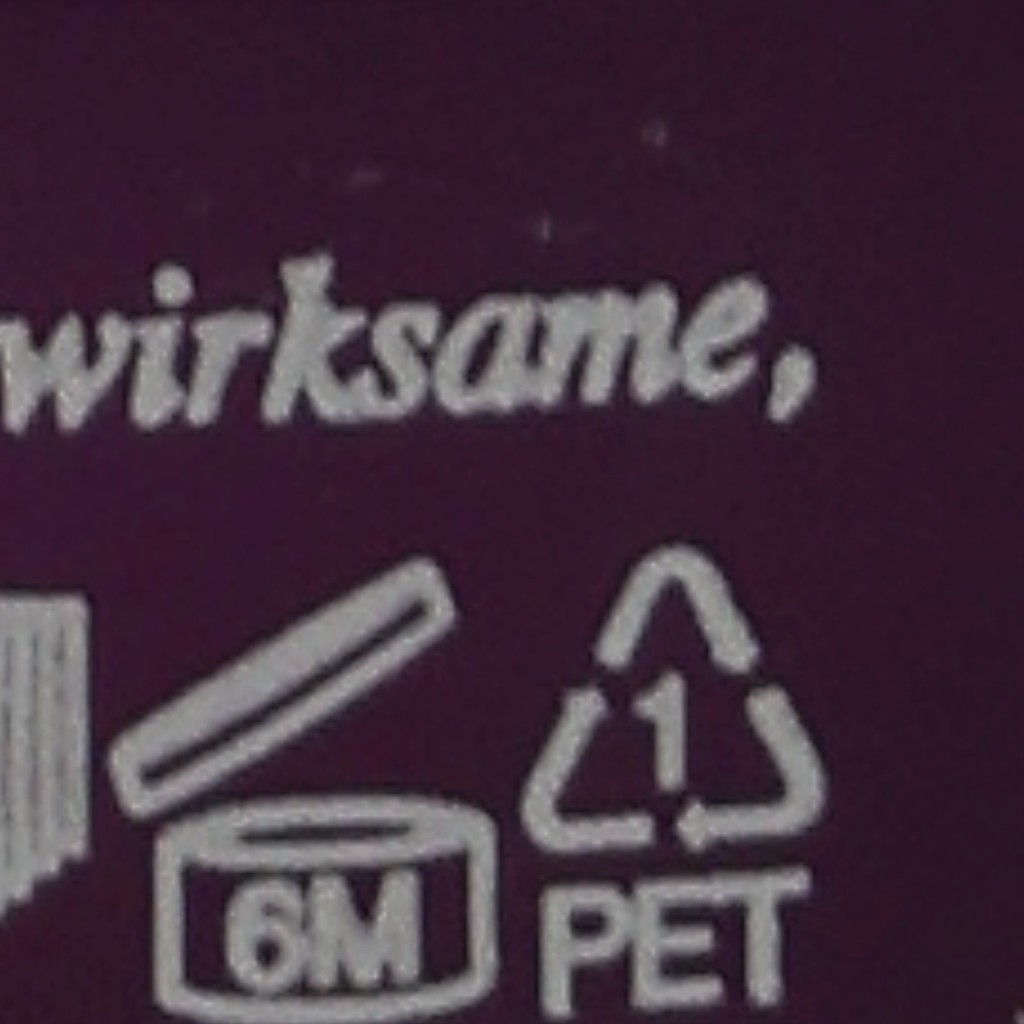 wirksame,
1
6M PET